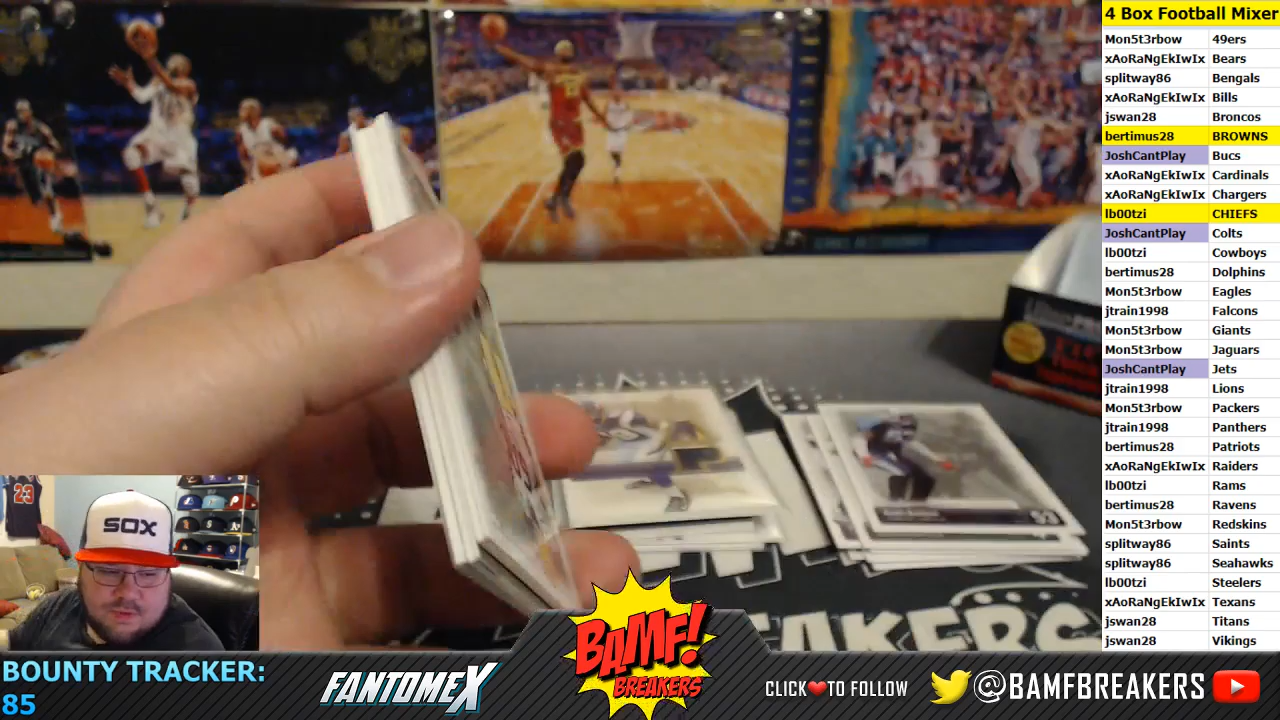 4 Box Football Mixer
Mon5t3rbow 49ers
xAoRaNgEkIwIx Bears
splitway86 Bengals
xAoRaNgEkIwIx Bills
jswan28 Broncos
bertimus28 BROWNS
JoshCantPlay Bucs
xAoRaNgEkIwIx Cardinals
xAoRaNgEkIwIx Chargers
lb00tzi CHIEFS
JoshCantPlay Colts
lb00tzi Cowboys
bertimus28 Dolphins
Mon5t3rbow Eagles
jtrain1998 Falcons
Mon5t3rbow Giants
Mon5t3rbow Jaguars
JoshCantPlay Jets
jtrain1998 Lions
Mon5t3rbow Packers
jtrain1998 Panthers
bertimus28 Patriots
xAoRaNgEkIwIx Raiders
lb00tzi Rams
bertimus28 Ravens
Mon5t3rbow Redskins
splitway86 Saints
splitway86 Seahawks
lb00tzi Steelers
xAoRaNgEkIwIx Texans
jswan28 Titans
jswan28 Vikings
23
SOX
BOUNTY TRACKER:
85
FANTOMEX
BAMF!
BREAKERS
CLICK TO FOLLOW
@BAMFBREAKERS